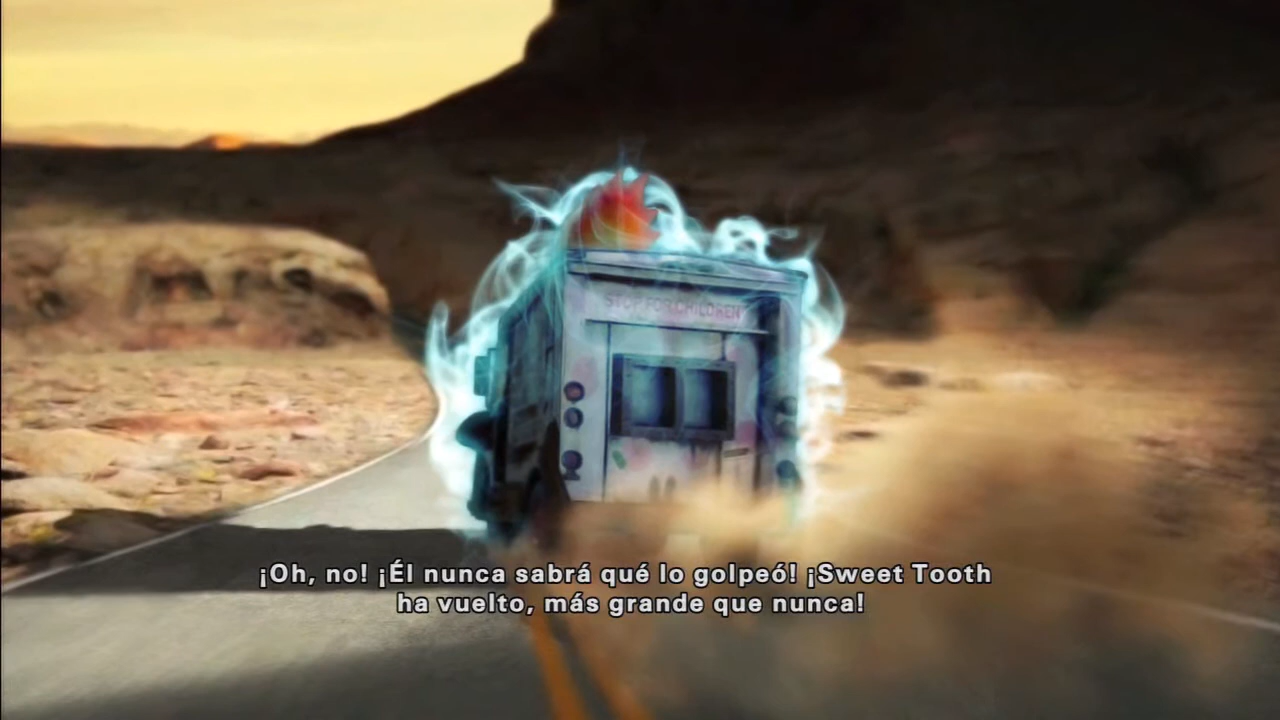 STOP FOR CHILDREN
¡Oh, no! ¡Él nunca sabrá qué lo golpeó! ¡Sweet Tooth
ha vuelto, más grande que nunca!